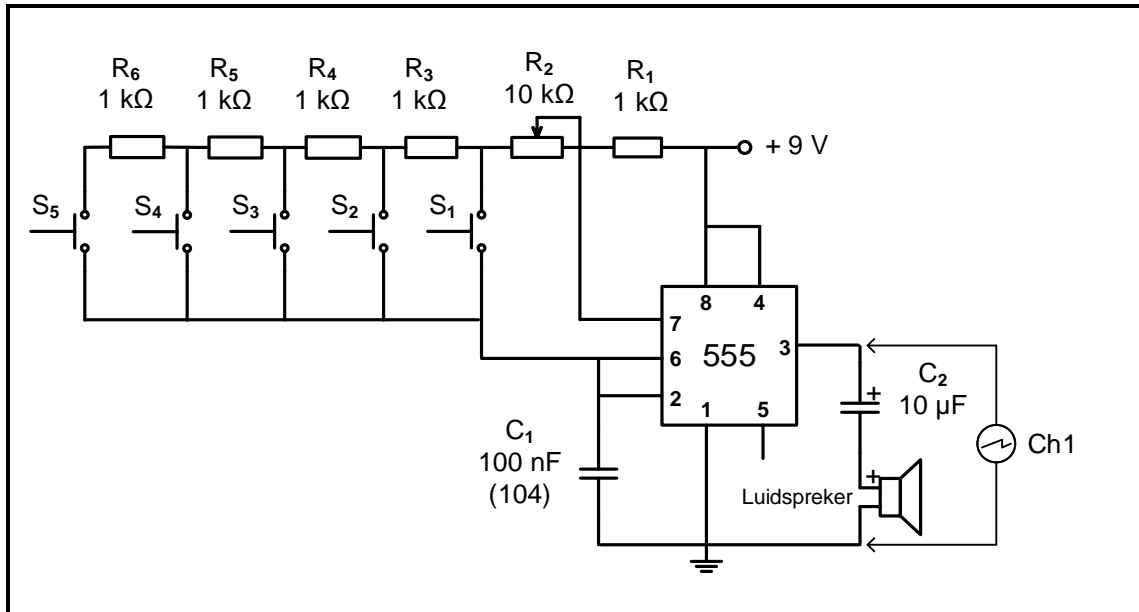 R6
1 kΩ
R5
1 kΩ
R4
1 kΩ
R3
1 kΩ
R2
10 kΩ
R1
1 kΩ
+ 9 V
S5
S4
S3
S2
S1
8
4
7
6
555
3
2
1
5
C1
100 nF
(104)
C2
10 µF
+
+
Luidspreker
Ch1